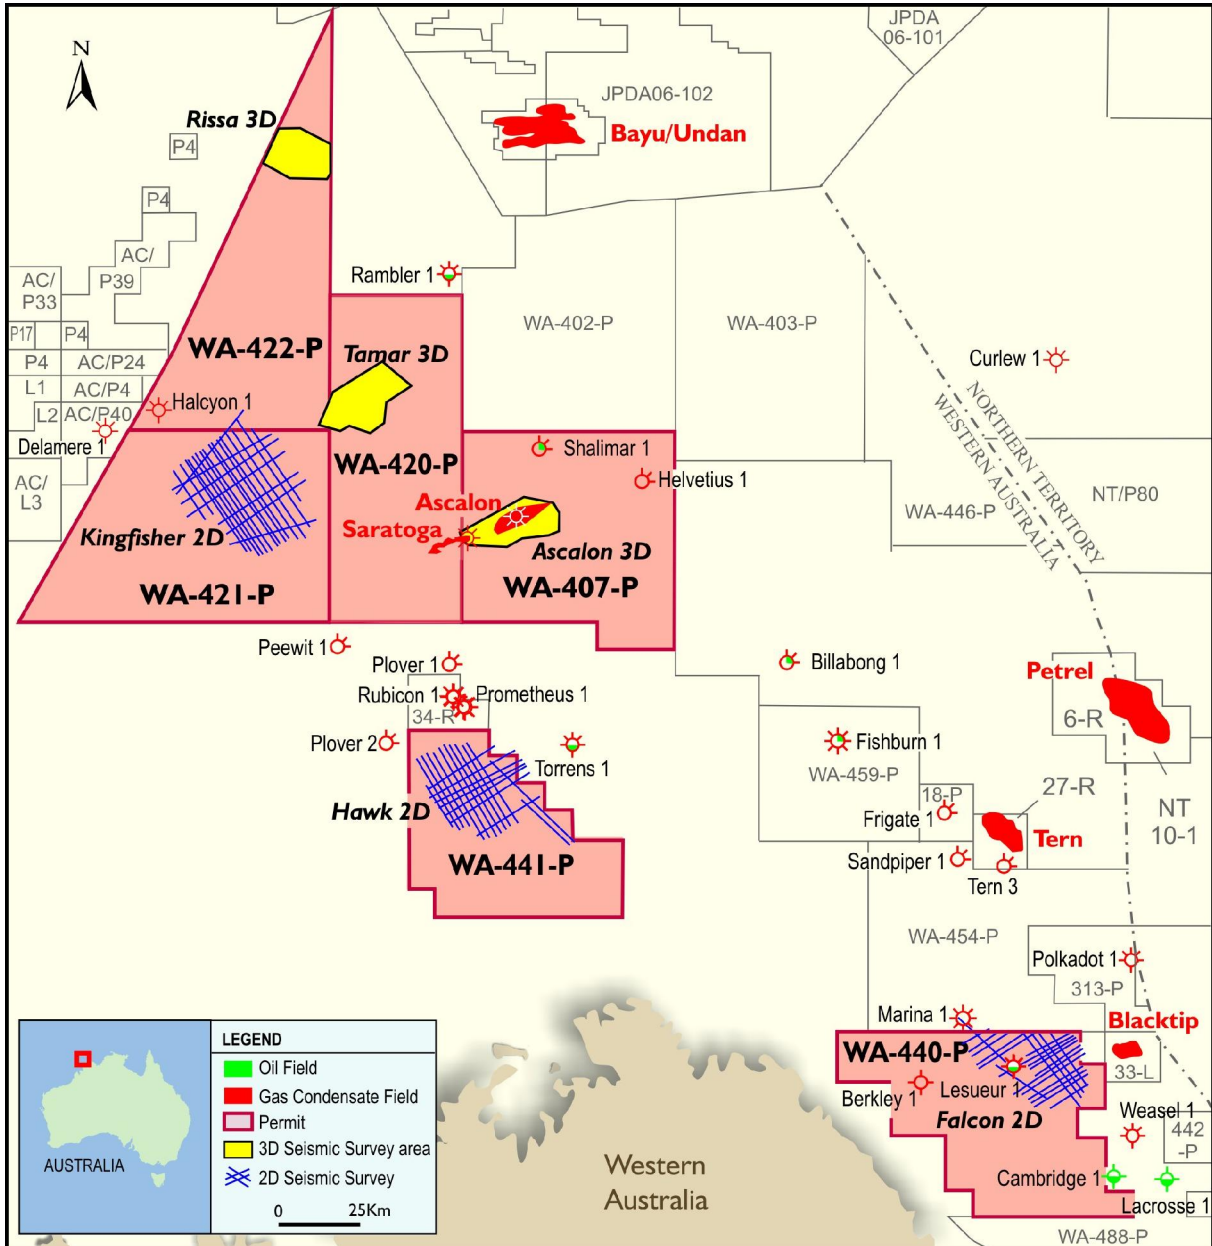 JPDA
06-101
N
JPDA06-102
Rissa 3D
Bayu/Undan
P4
P4
AC/
P39
AC/
P33
Rambler 1
P17
P4
WA-402-P
WA-403-P
WA-422-P
Tamar 3D
Curlew 1
P4
AC/P24
L1
AC/P4
L2
AC/P40
Halcyon 1
NORTHERN TERRITORY
WESTERN AUSTRALIA
Delamere 1
Shalimar 1
WA-420-P
Helvetius 1
AC/
L3
NT/P80
Ascalon
WA-446-P
Saratoga
Kingfisher 2D
Ascalon 3D
WA-421-P
WA-407-P
Peewit 1
Plover 1
Billabong 1
Petrel
Rubicon 1
Prometheus 1
34-R
6-R
Plover 2
Fishburn 1
Torrens 1
WA-459-P
27-R
18-P
NT
10-1
Hawk 2D
Frigate 1
Tern
WA-441-P
Sandpiper 1
Tern 3
WA-454-P
Polkadot 1
313-P
Marina 1
Blacktip
WA-440-P
33-L
Berkley 1
Lesueur 1
Weasel 1
Falcon 2D
442
-P
Cambridge 1
Lacrosse 1
WA-488-P
Western
Australia
AUSTRALIA
LEGEND
Oil Field
Gas Condensate Field
Permit
3D Seismic Survey area
2D Seismic Survey
0
25Km